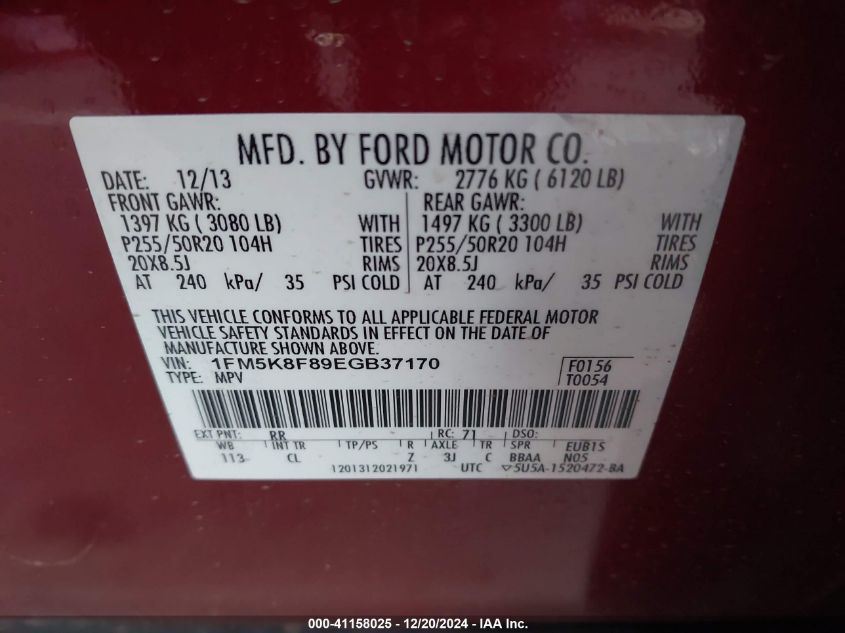 MFD. BY FORD MOTOR CO.
DATE: 12/13 GVWR: 2776 KG ( 6120 LB)
FRONT GAWR: REAR GAWR:
1397 KG ( 3080 LB) WITH 1497 KG ( 3300 LB) WITH
P255/50R20 104H TIRES P255/50R20 104H TIRES
20X8.5J RIMS 20X8.5J RIMS
AT 240 kPa/ 35 PSI COLD AT 240 kPa/ 35 PSI COLD
THIS VEHICLE CONFORMS TO ALL APPLICABLE FEDERAL MOTOR
VEHICLE SAFETY STANDARDS IN EFFECT ON THE DATE OF
MANUFACTURE SHOWN ABOVE.
VIN: 1FM5K8F89EGB37170 F0156
TYPE: MPV T0054
EXT PNT: RR RC: 71 DSO:
WB INT TR TP/PS R AXLE TR SPR EUB1S
113 CL Z 3J C BBAA N05
1201312021971 UTC ▽5U5A-1520472-BA
000-41158025 - 12/20/2024 - IAA Inc.